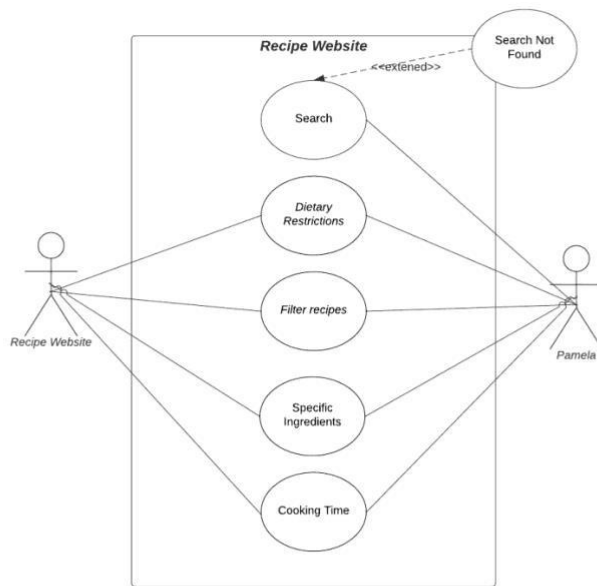 Search Not
Found
Recipe Website
<<extened>>
Search
Dietary
Restrictions
Filter recipes
Recipe Website
Pamela
Specific
Ingredients
Cooking Time